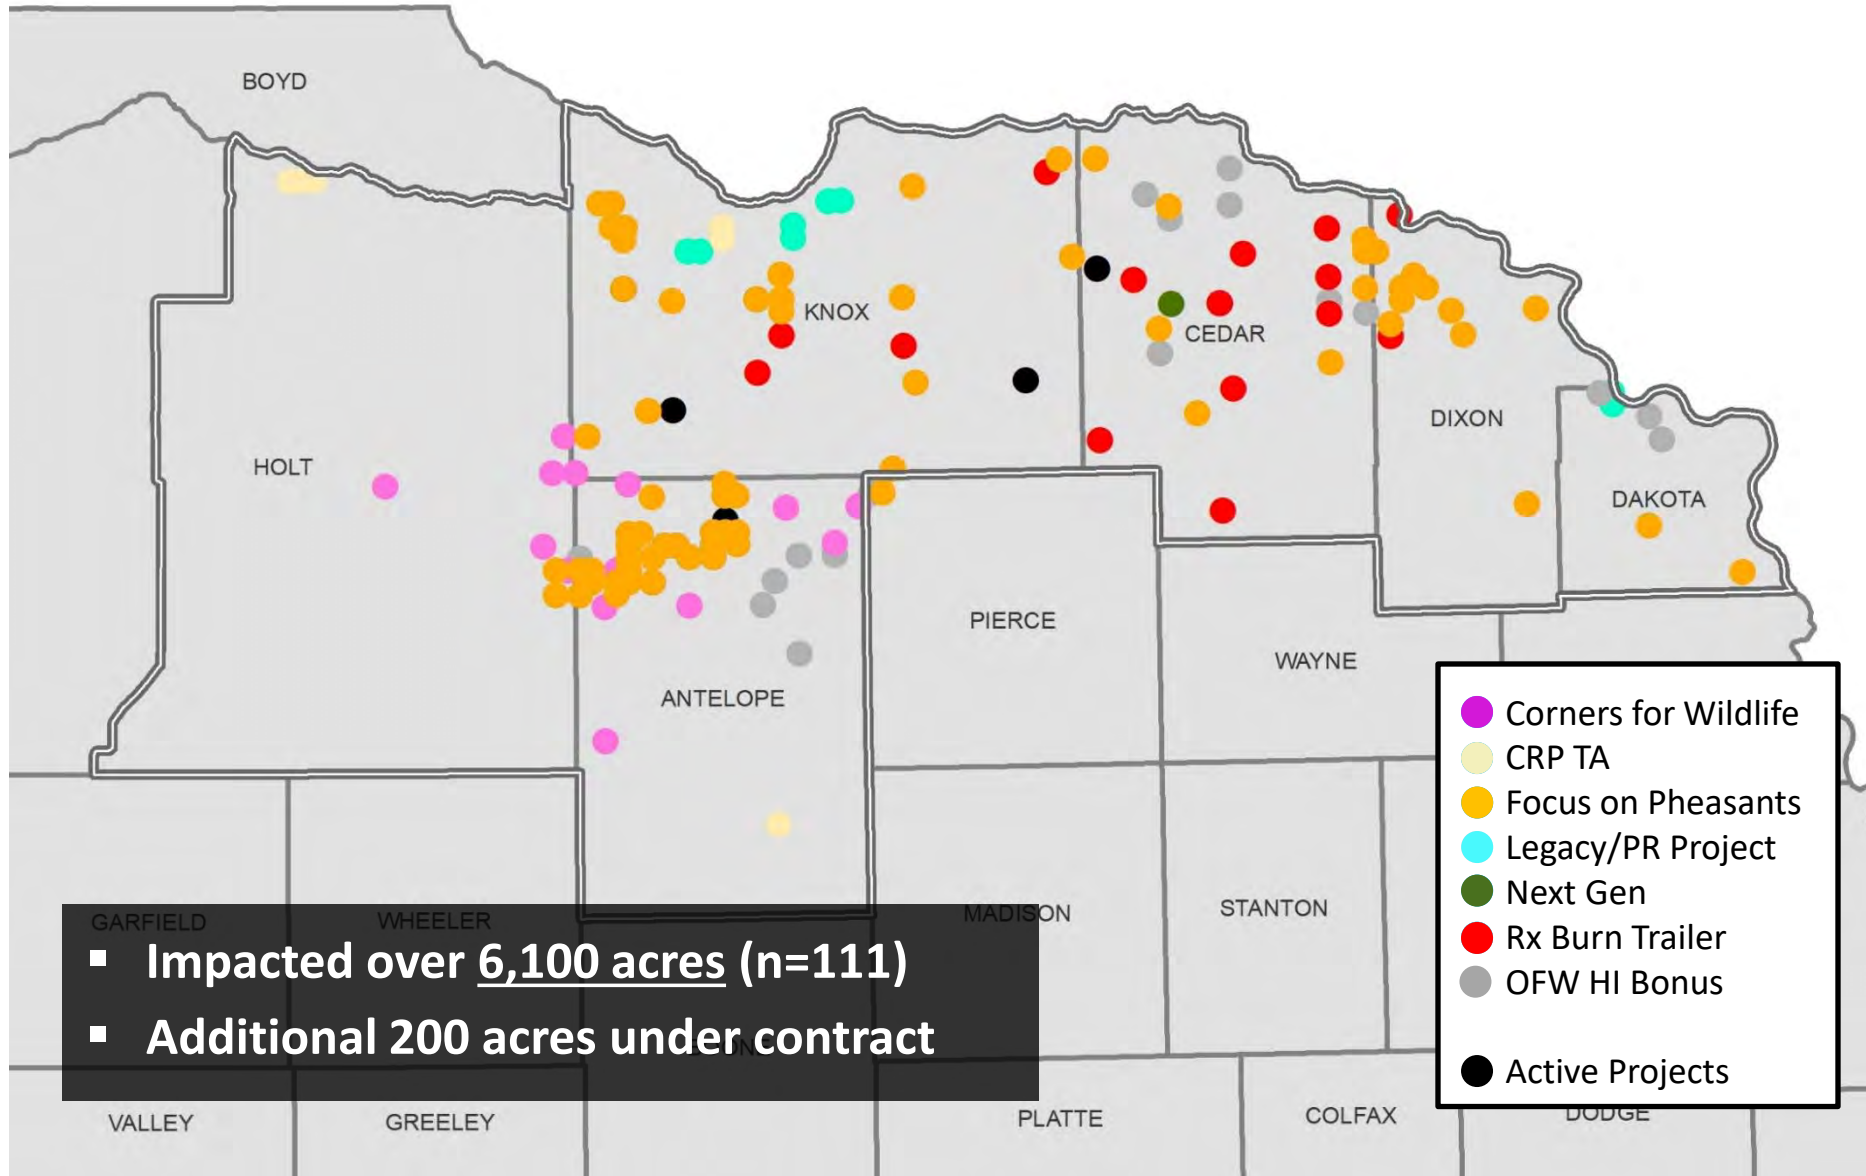 BOYD
KNOX
CEDAR
HOLT
DIXON
DAKOTA
PIERCE
WAYNE
ANTELOPE
Corners for Wildlife
CRP TA
Focus on Pheasants
Legacy/PR Project
Next Gen
Rx Burn Trailer
OFW HI Bonus
Active Projects
GARFIELD
WHEELER
MADISON
STANTON
▪ Impacted over 6,100 acres (n=111)
▪ Additional 200 acres under contract
VALLEY
GREELEY
PLATTE
COLFAX
DODGE